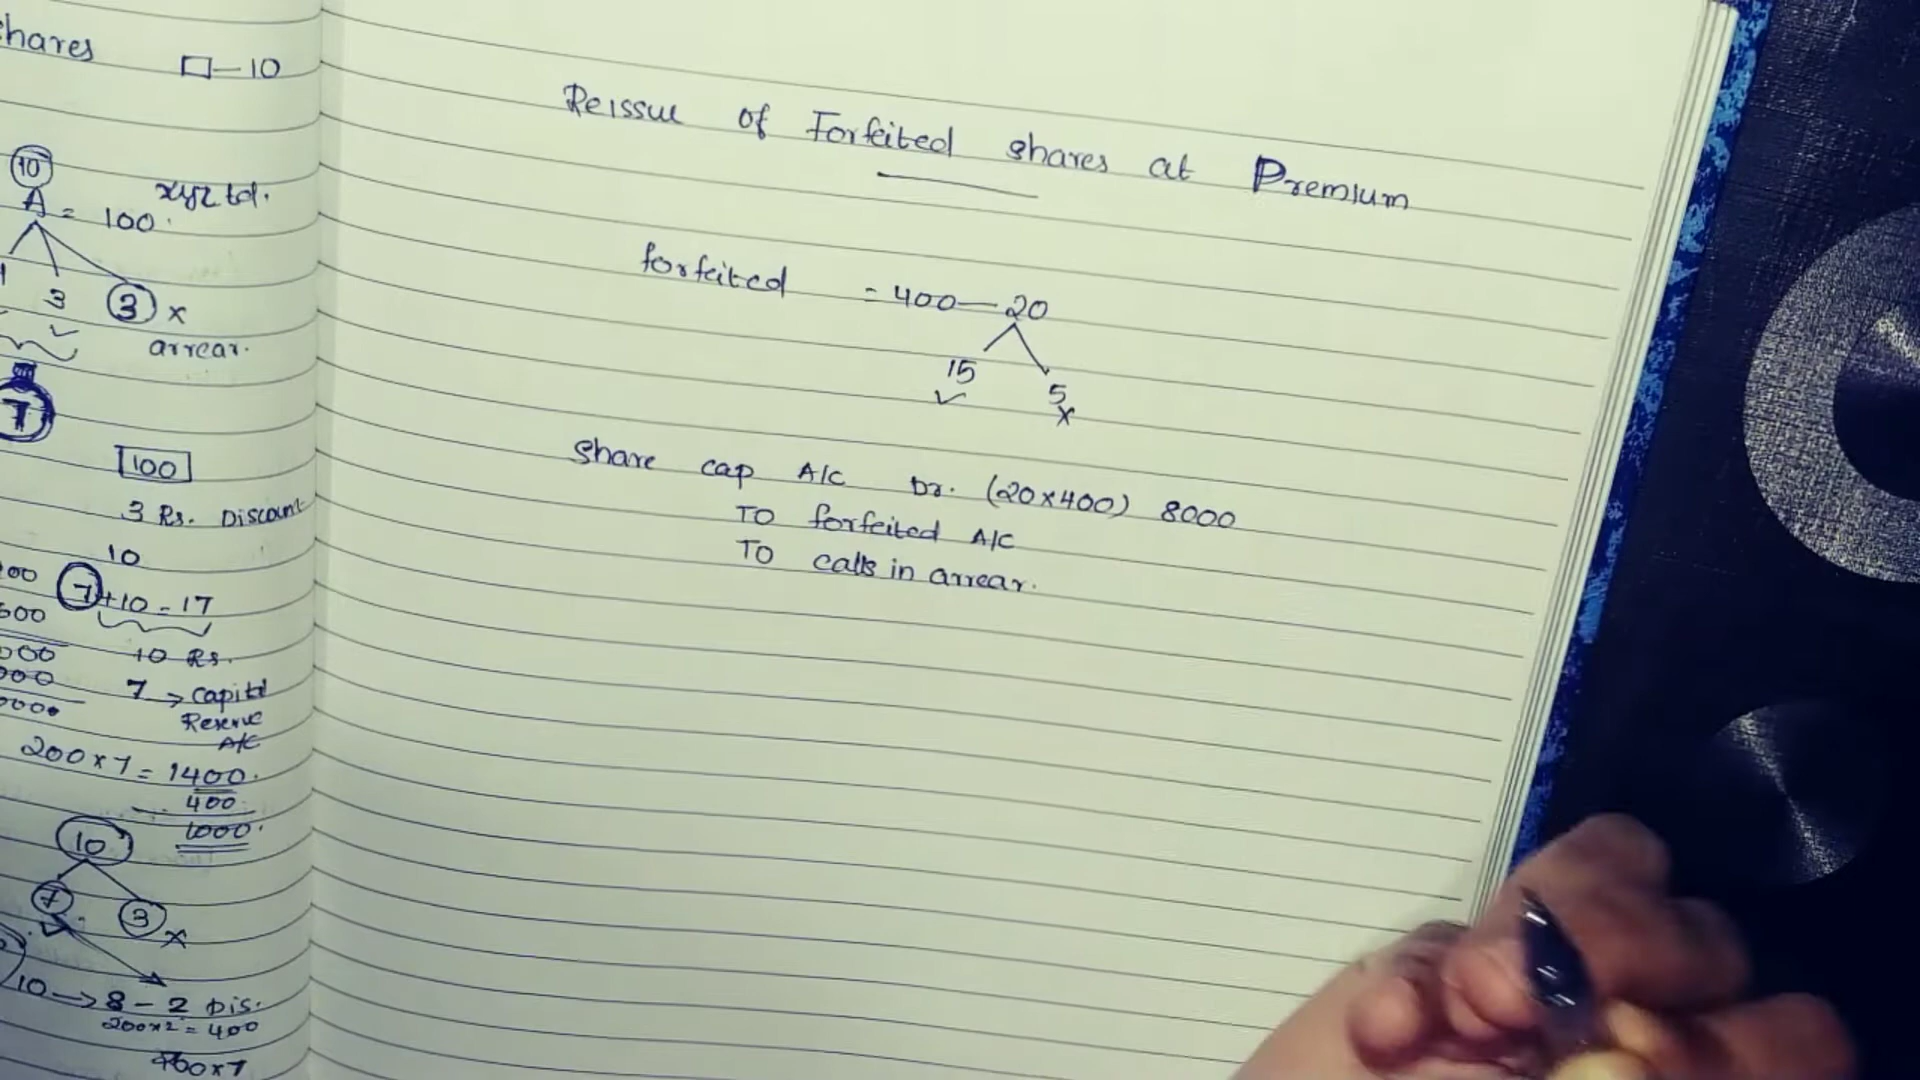 hares □—10
10
A = 100.
xyz ltd.
3 3 x
✓ arrear.
7
100
3 Rs. Discount
10
7+10-17
10 Rs.
7 → capital
Reserve
A/C
200×7=1400.
400
1000.
10
7 3
x
10→8-2 Dis.
200×2=400
Reissue of Forfeited shares at Premium
forfeited = 400—20
15 5
✓ x
Share cap A/C Dr. (20×400) 8000
To forfeited A/C
To calls in arrear.